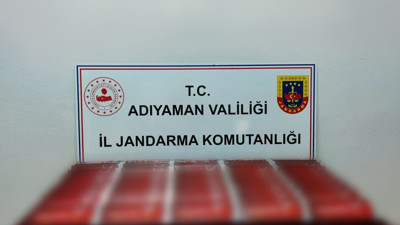 T.C.
ADIYAMAN VALİLİĞİ
İL JANDARMA KOMUTANLIĞI